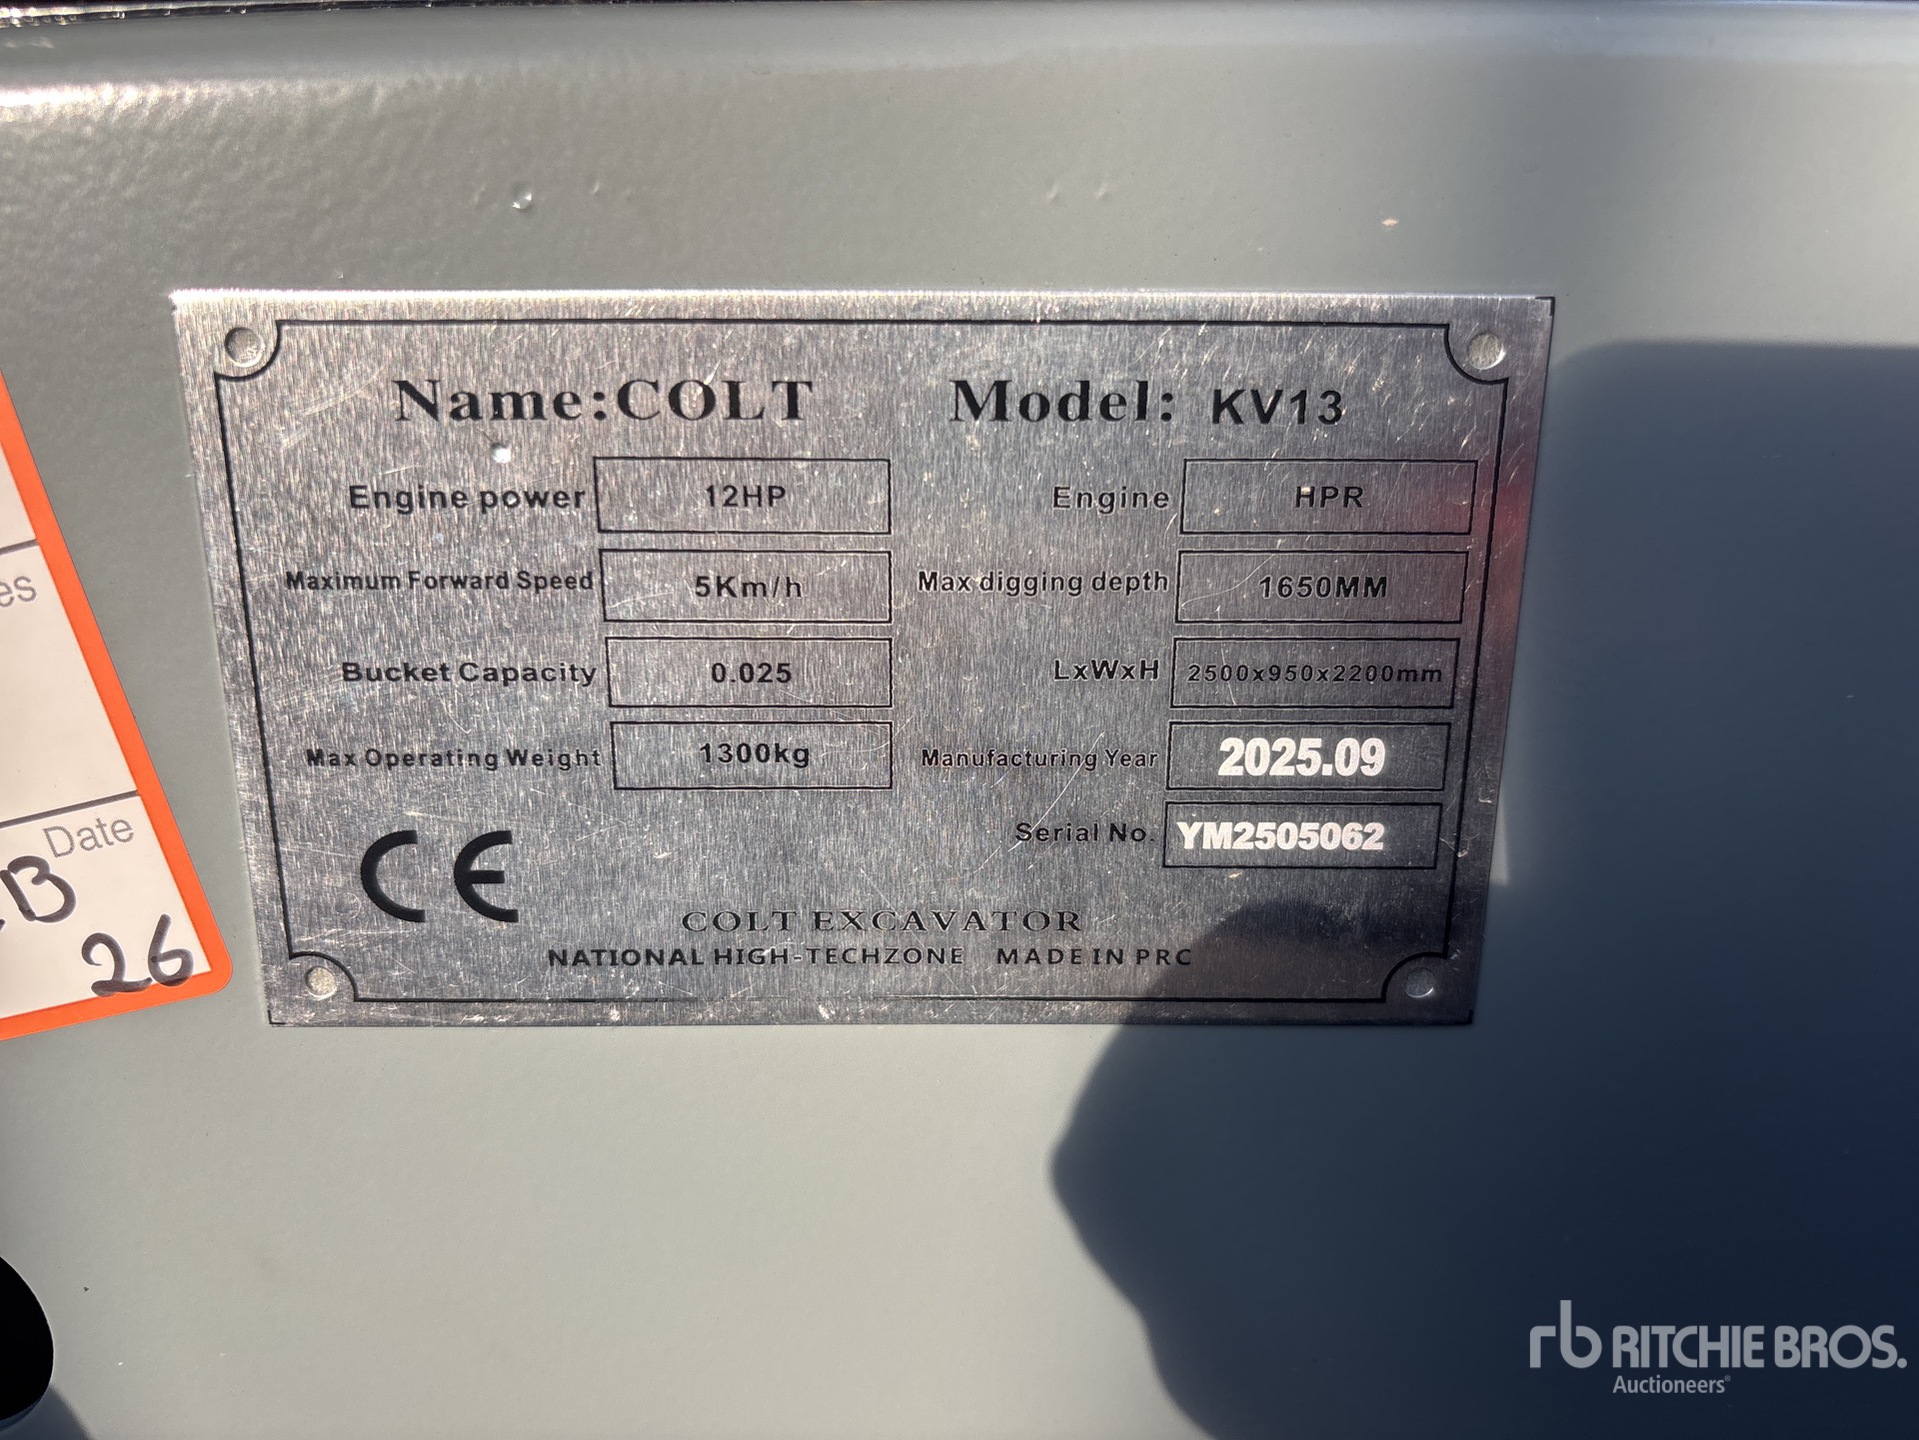 Name:COLT Model: KV13
Engine power 12HP Engine HPR
Maximum Forward Speed 5Km/h Max digging depth 1650MM
Bucket Capacity 0.025 LxWxH 2500x950x2200mm
Max Operating Weight 1300kg Manufacturing Year 2025.09
Serial No. YM2505062
CE
COLT EXCAVATOR
NATIONAL HIGH-TECHZONE MADE IN PRC
Date
26
rb RITCHIE BROS.
Auctioneers®